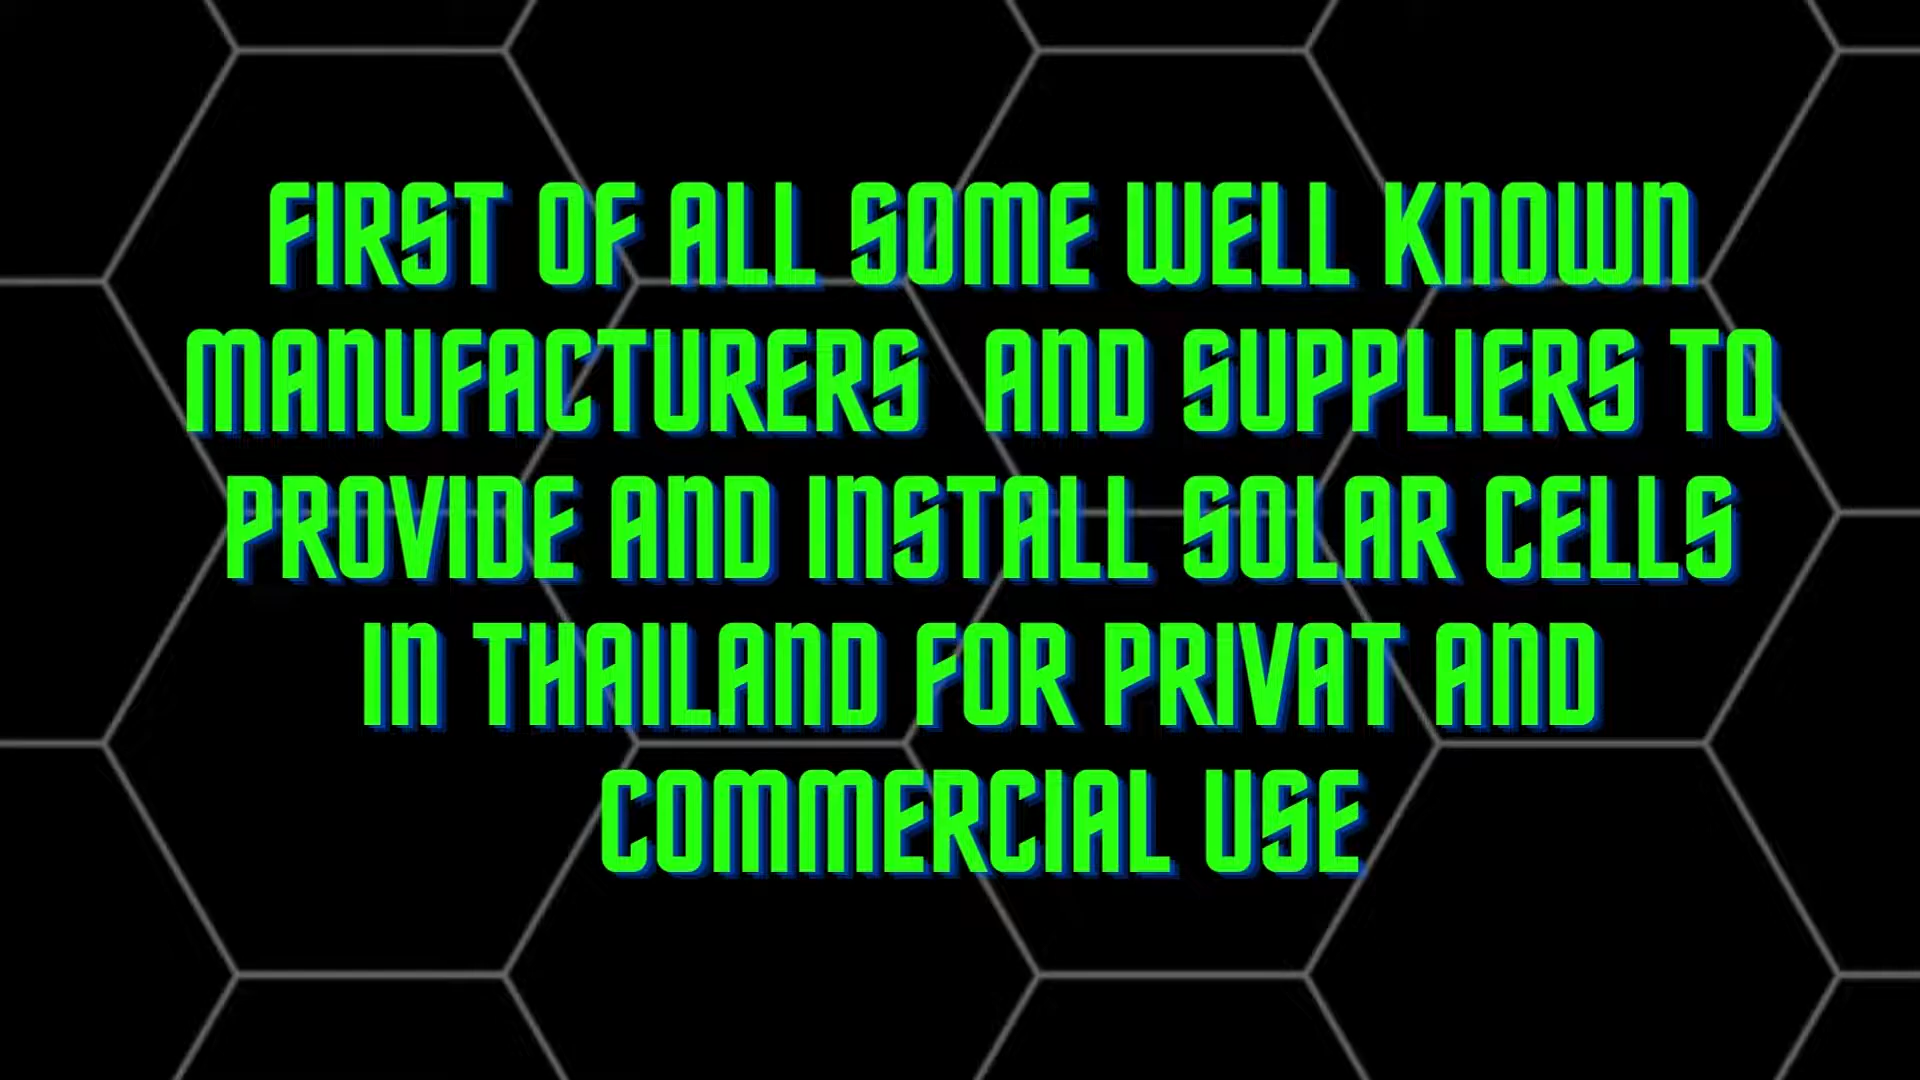 FIRST OF ALL SOME WELL KNOWN
MANUFACTURERS AND SUPPLIERS TO
PROVIDE AND INSTALL SOLAR CELLS
IN THAILAND FOR PRIVAT AND
COMMERCIAL USE